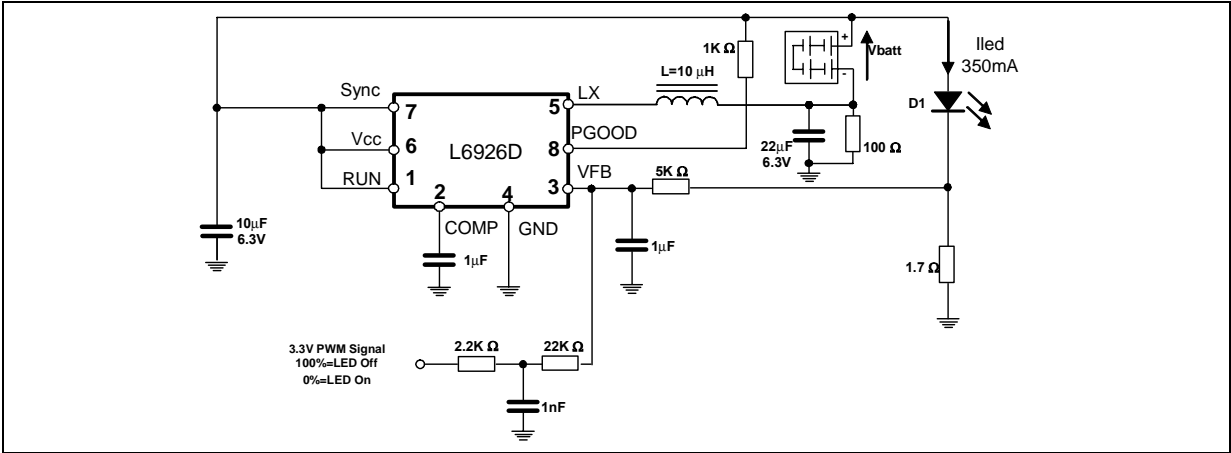 1K Ω
+
-
Vbatt
Iled
350mA
L=10 μH
Sync
LX
D1
7
5
PGOOD
Vcc
6
L6926D
8
22μF
6.3V
100 Ω
RUN
1
VFB
3
5K Ω
2
4
10μF
6.3V
COMP
GND
1μF
1μF
1.7 Ω
3.3V PWM Signal
100%=LED Off
0%=LED On
2.2K Ω
22K Ω
1nF